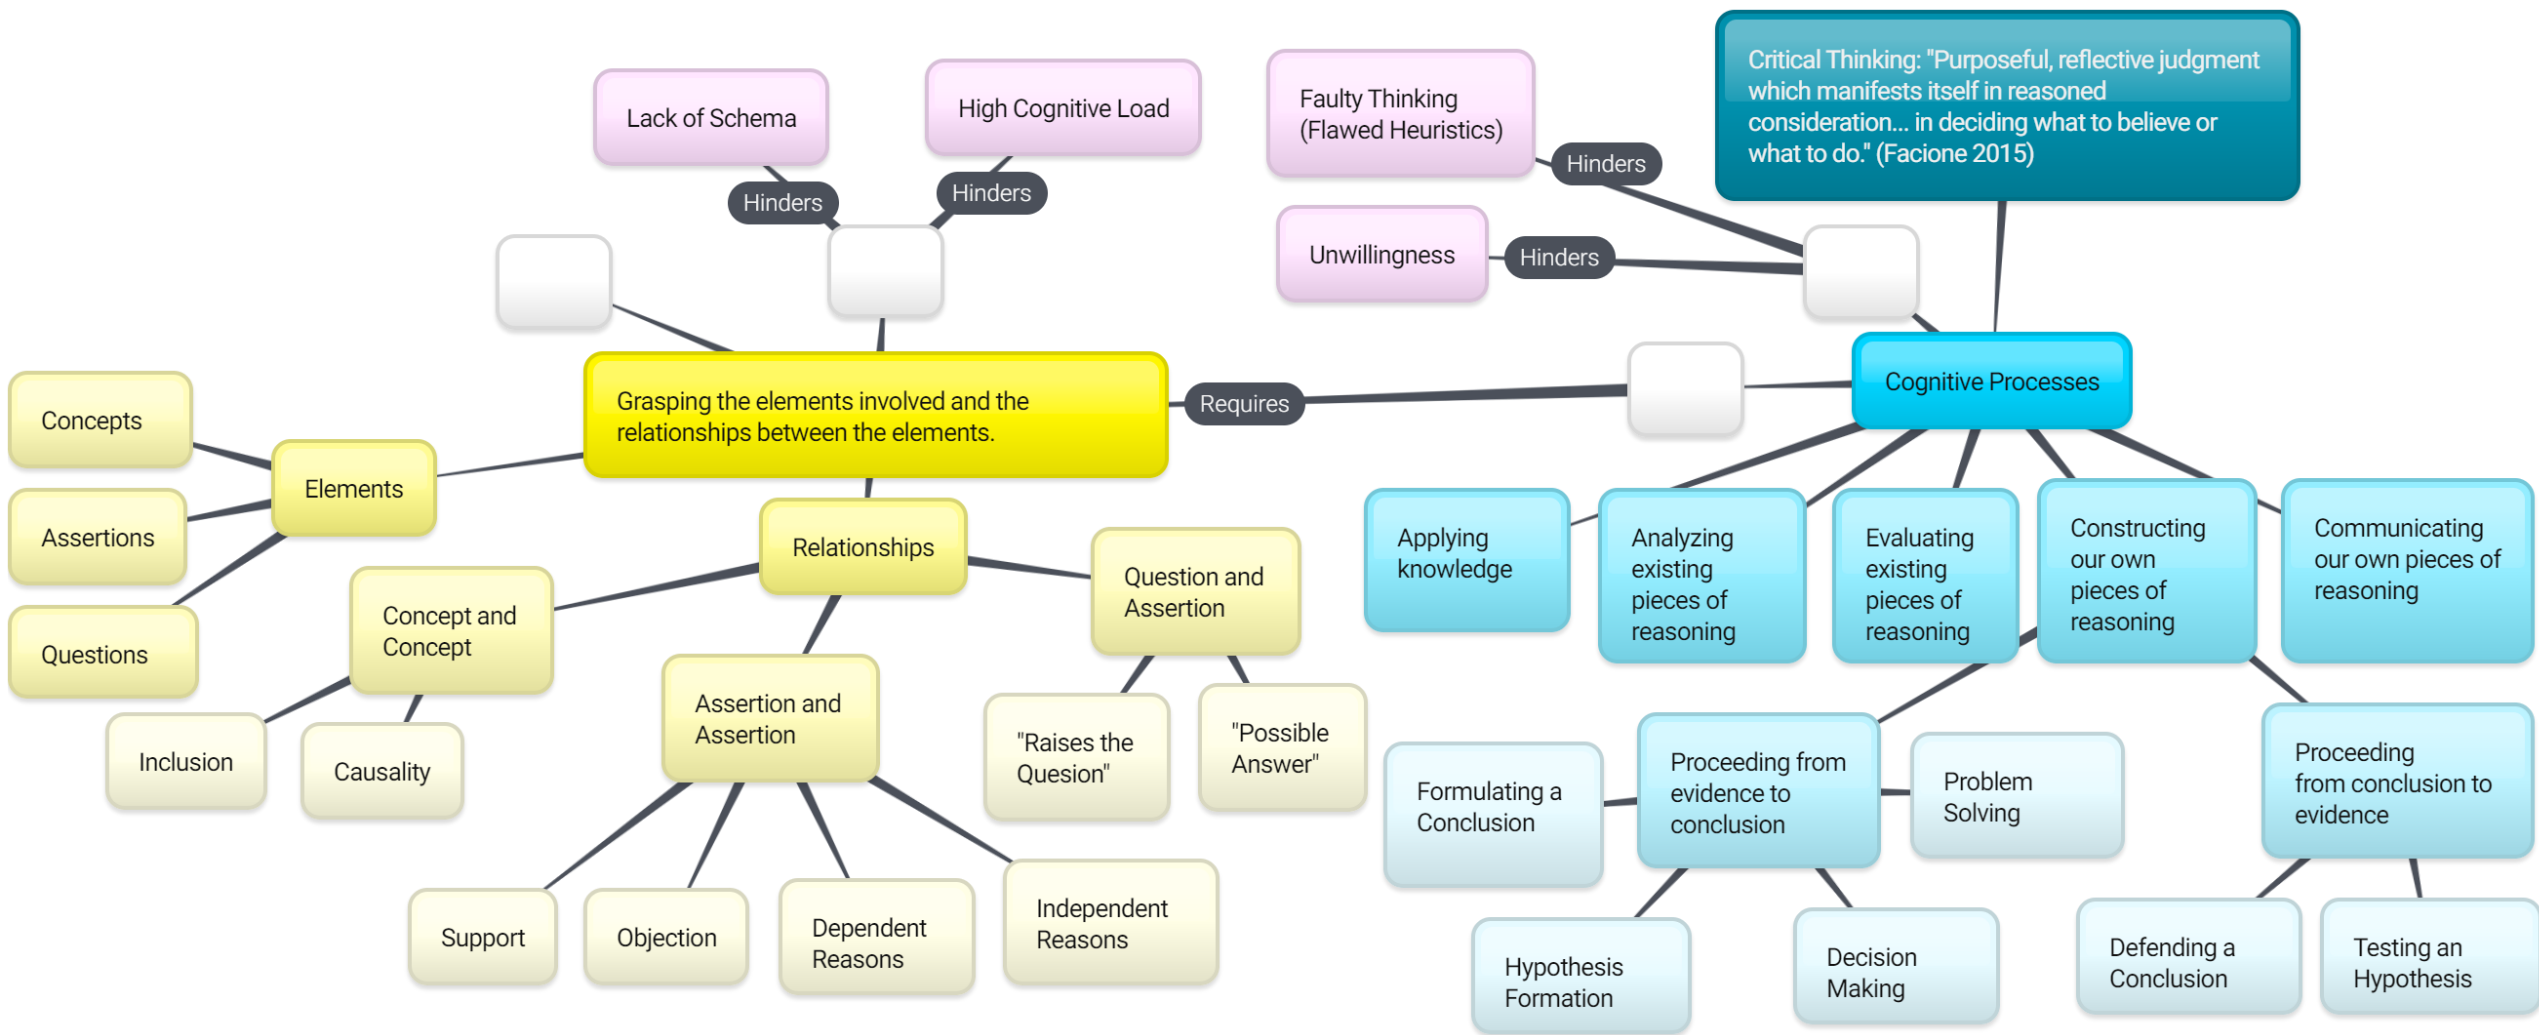 Critical Thinking: "Purposeful, reflective judgment
which manifests itself in reasoned
consideration... in deciding what to believe or
what to do." (Facione 2015)
Lack of Schema
High Cognitive Load
Faulty Thinking
(Flawed Heuristics)
Hinders
Hinders
Hinders
Unwillingness
Hinders
Grasping the elements involved and the
relationships between the elements.
Requires
Cognitive Processes
Concepts
Elements
Assertions
Questions
Relationships
Concept and
Concept
Question and
Assertion
Inclusion
Causality
Assertion and
Assertion
"Raises the
Quesion"
"Possible
Answer"
Support
Objection
Dependent
Reasons
Independent
Reasons
Applying
knowledge
Analyzing
existing
pieces of
reasoning
Evaluating
existing
pieces of
reasoning
Constructing
our own
pieces of
reasoning
Communicating
our own pieces of
reasoning
Formulating a
Conclusion
Proceeding from
evidence to
conclusion
Problem
Solving
Proceeding
from conclusion to
evidence
Hypothesis
Formation
Decision
Making
Defending a
Conclusion
Testing an
Hypothesis